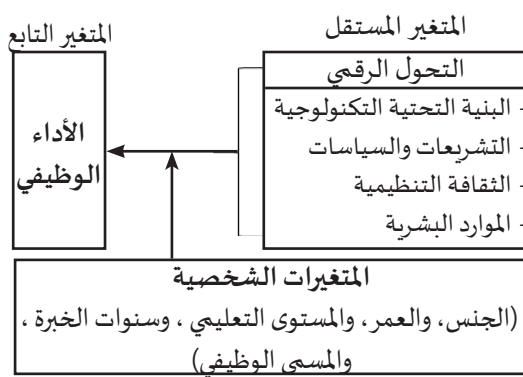 المتغير المستقل
المتغير التابع
التحول الرقمي
- البنية التحتية التكنولوجية
- التشريعات والسياسات
- الثقافة التنظيمية
- الموارد البشرية
الأداء
الوظيفي
المتغيرات الشخصية
(الجنس، والعمر، والمستوى التعليمي ، وسنوات الخبرة ،
والمسمى الوظيفي)